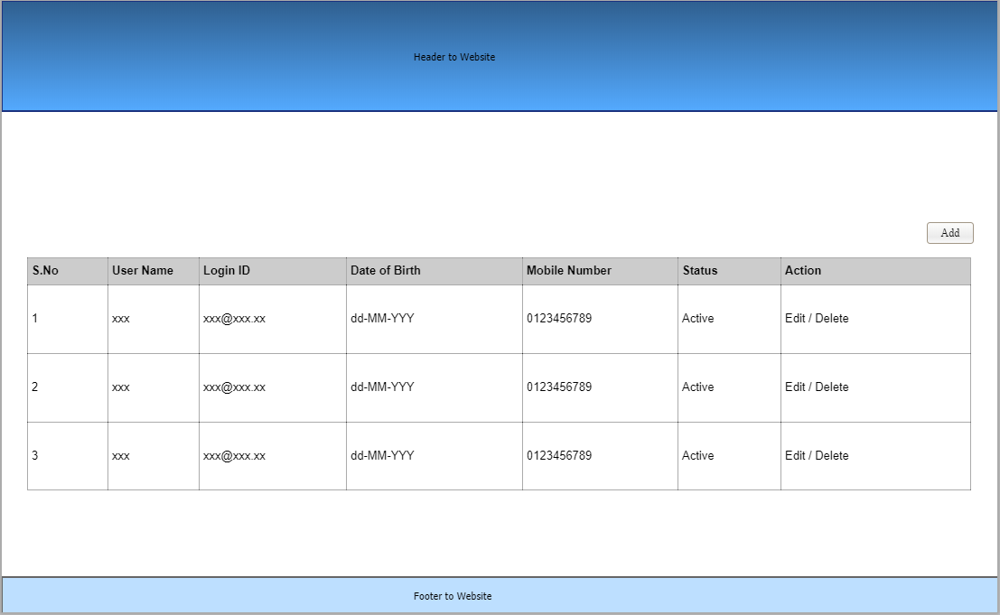 Header to Website
Add
S.No User Name Login ID Date of Birth Mobile Number Status Action
1 xxx xxx@xxx.xx dd-MM-YYY 0123456789 Active Edit / Delete
2 xxx xxx@xxx.xx dd-MM-YYY 0123456789 Active Edit / Delete
3 xxx xxx@xxx.xx dd-MM-YYY 0123456789 Active Edit / Delete
Footer to Website